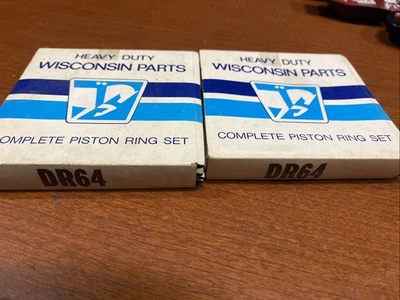 HEAVY DUTY
WISCONSIN PARTS
COMPLETE PISTON RING SET
DR64
HEAVY DUTY
WISCONSIN PARTS
COMPLETE PISTON RING SET
DR64